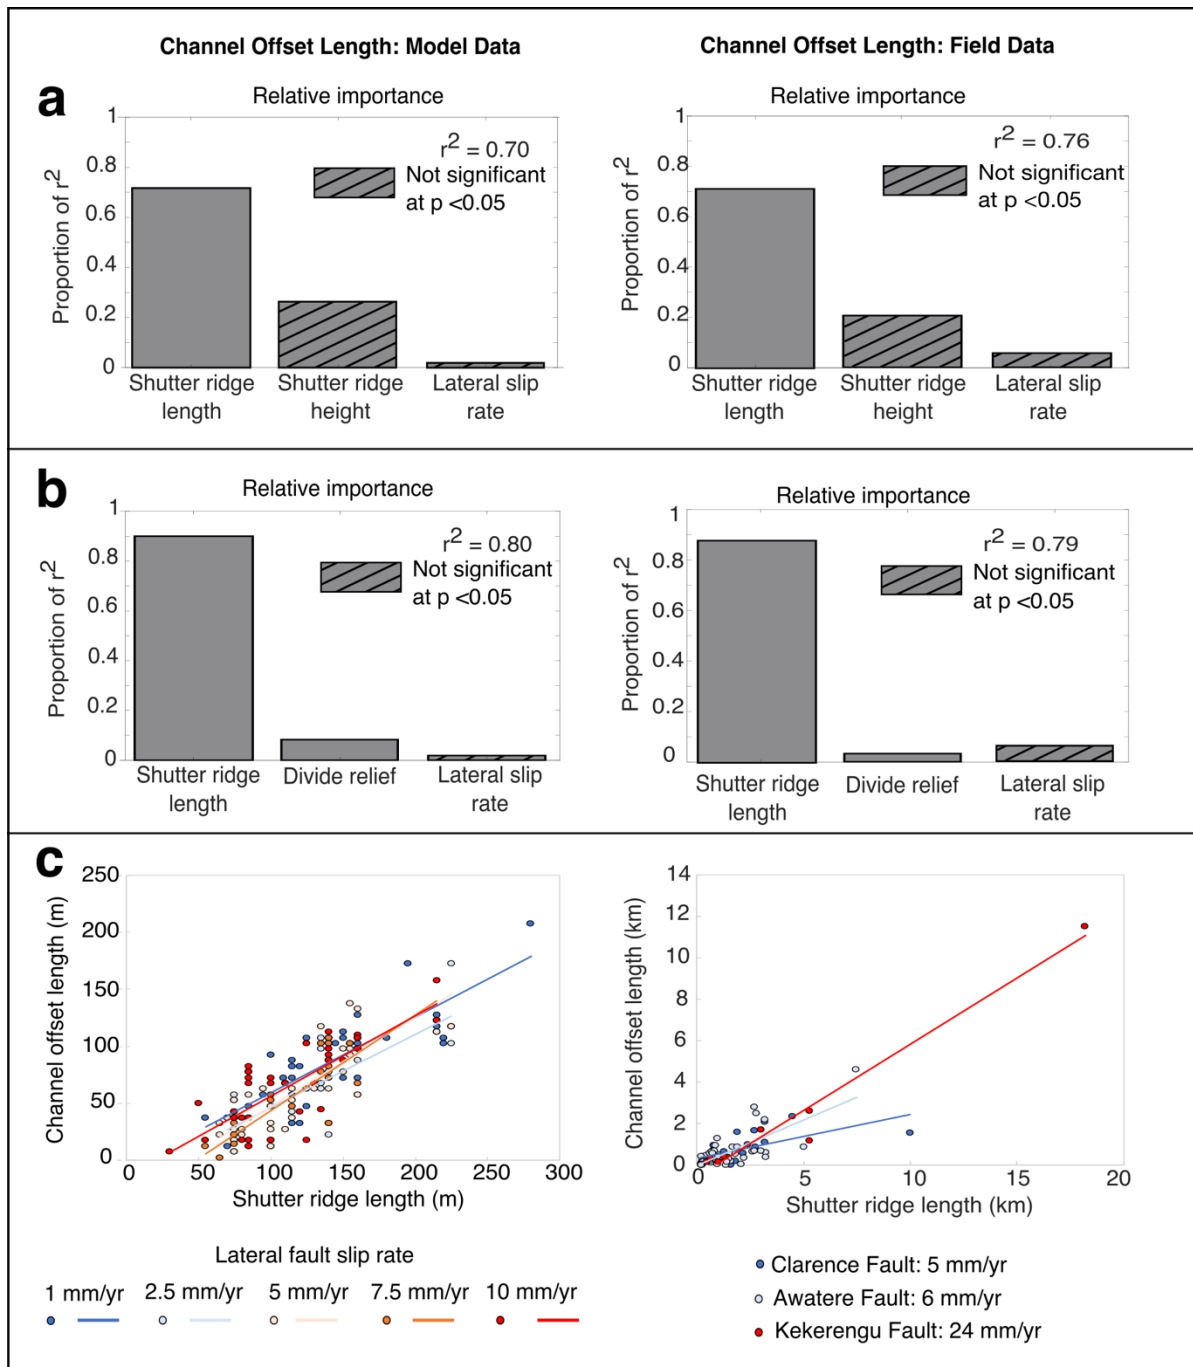 Channel Offset Length: Model Data
Channel Offset Length: Field Data
a
Relative importance
Proportion of r²
1
0.8
0.6
0.4
0.2
0
r² = 0.70
Not significant
at p <0.05
Shutter ridge
length
Shutter ridge
height
Lateral slip
rate
Relative importance
Proportion of r²
1
0.8
0.6
0.4
0.2
0
r² = 0.76
Not significant
at p <0.05
Shutter ridge
length
Shutter ridge
height
Lateral slip
rate
b
Relative importance
Proportion of r²
1
0.8
0.6
0.4
0.2
0
r² = 0.80
Not significant
at p <0.05
Shutter ridge
length
Divide relief
Lateral slip
rate
Relative importance
Proportion of r²
1
0.8
0.6
0.4
0.2
0
r² = 0.79
Not significant
at p <0.05
Shutter ridge
length
Divide relief
Lateral slip
rate
c
Channel offset length (m)
250
200
150
100
50
0
0
50
100
150
200
250
300
Shutter ridge length (m)
Channel offset length (km)
14
12
10
8
6
4
2
0
0
5
10
15
20
Shutter ridge length (km)
Lateral fault slip rate
1 mm/yr
2.5 mm/yr
5 mm/yr
7.5 mm/yr
10 mm/yr
Clarence Fault: 5 mm/yr
Awatere Fault: 6 mm/yr
Kekerengu Fault: 24 mm/yr